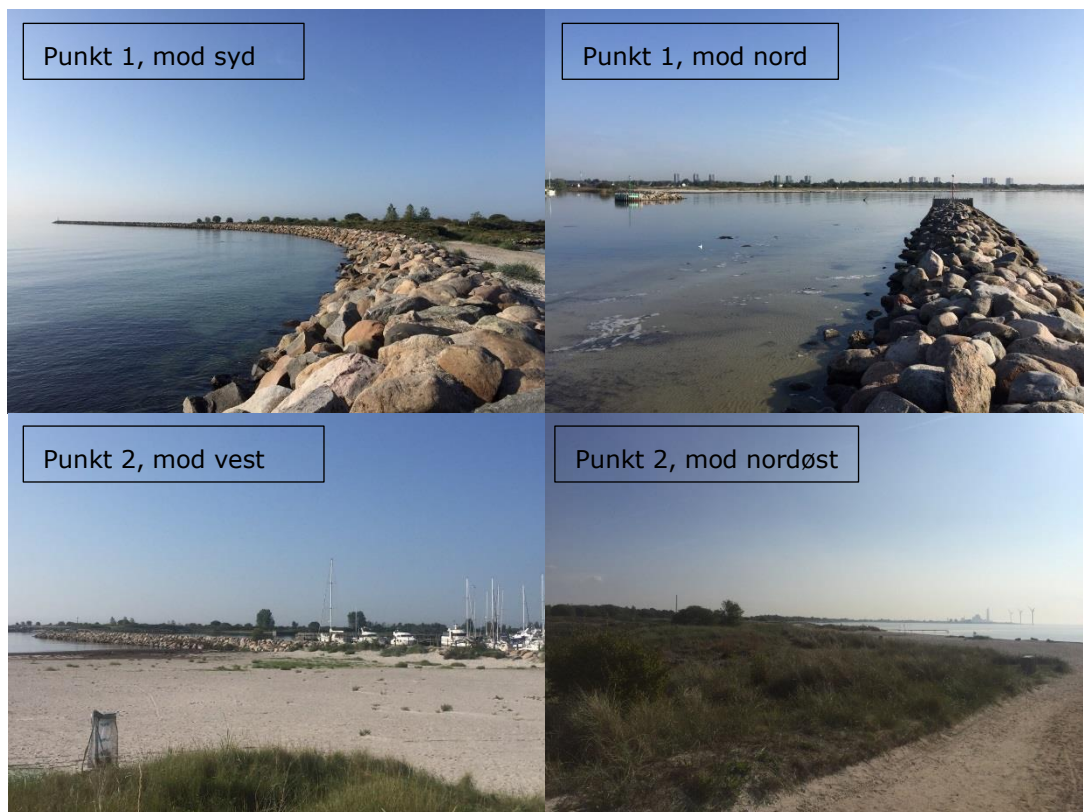 Punkt 1, mod syd
Punkt 1, mod nord
Punkt 2, mod vest
Punkt 2, mod nordøst